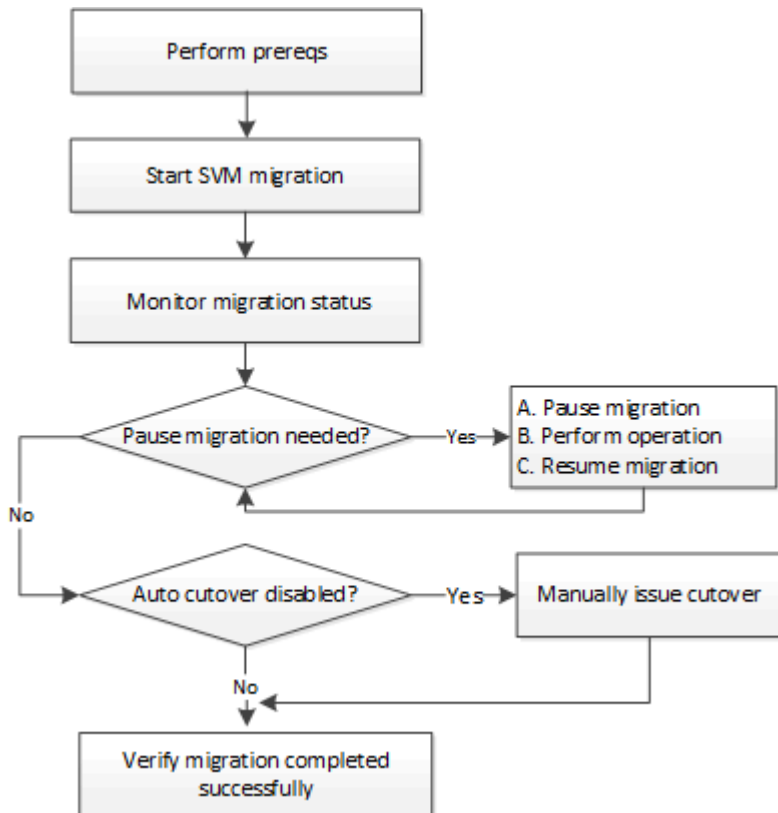 Perform prereqs
Start SVM migration
Monitor migration status
Pause migration needed?
Yes
A. Pause migration
B. Perform operation
C. Resume migration
No
Auto cutover disabled?
Yes
Manually issue cutover
No
Verify migration completed
successfully